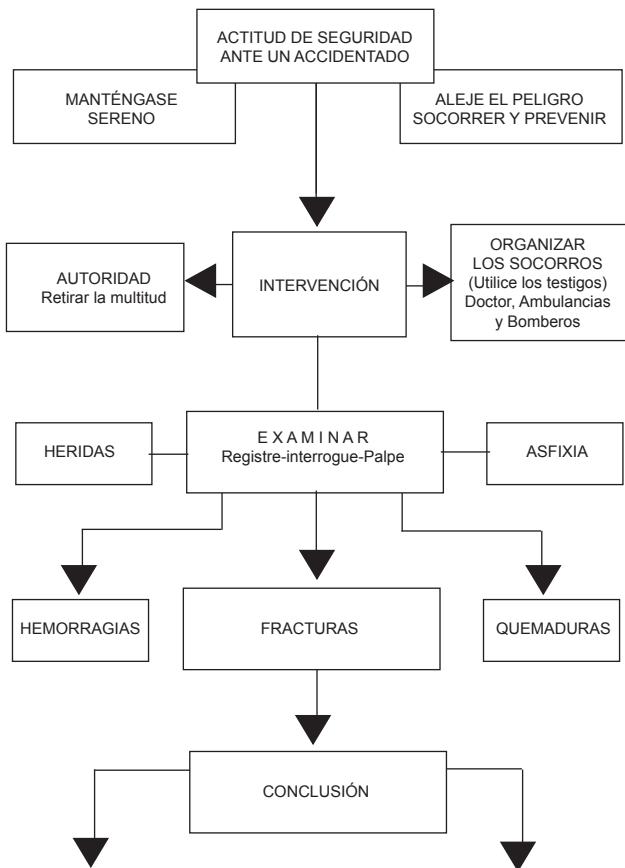 ACTITUD DE SEGURIDAD
ANTE UN ACCIDENTADO
MANTÉNGASE
SERENO
ALEJE EL PELIGRO
SOCORRER Y PREVENIR
AUTORIDAD
Retirar la multitud
INTERVENCIÓN
ORGANIZAR
LOS SOCORROS
(Utilice los testigos)
Doctor, Ambulancias
y Bomberos
HERIDAS
E X A M I N A R
Registre-interrogue-Palpe
ASFIXIA
HEMORRAGIAS
FRACTURAS
QUEMADURAS
CONCLUSIÓN